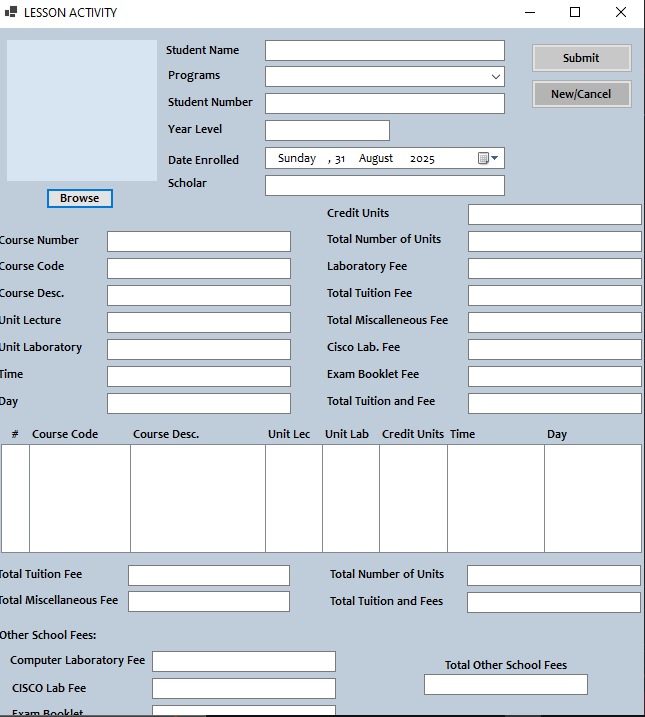 LESSON ACTIVITY
Student Name
Submit
Programs
New/Cancel
Student Number
Year Level
Date Enrolled
Sunday , 31 August 2025
Scholar
Browse
Credit Units
Course Number
Total Number of Units
Course Code
Laboratory Fee
Course Desc.
Total Tuition Fee
Unit Lecture
Total Miscalleneous Fee
Unit Laboratory
Cisco Lab. Fee
Time
Exam Booklet Fee
Day
Total Tuition and Fee
# Course Code Course Desc. Unit Lec Unit Lab Credit Units Time Day
Total Tuition Fee
Total Number of Units
Total Miscellaneous Fee
Total Tuition and Fees
Other School Fees:
Computer Laboratory Fee
Total Other School Fees
CISCO Lab Fee
Exam Booklet